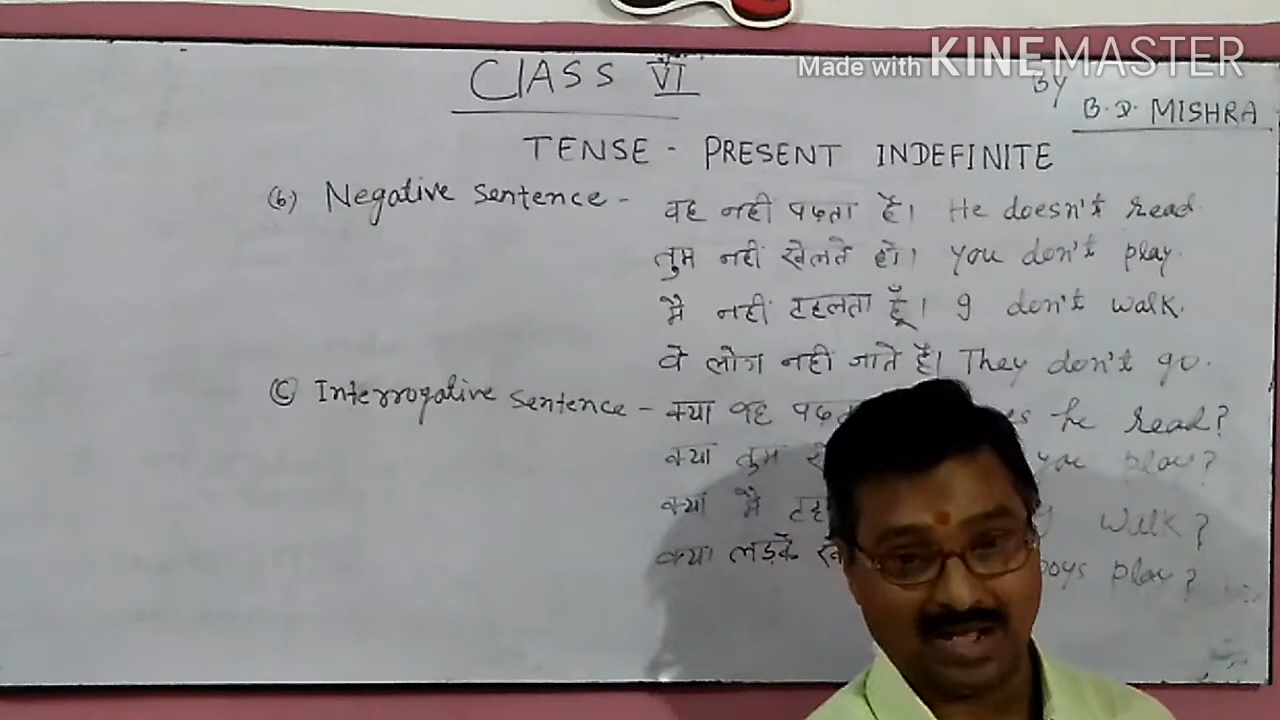 Made with KINEMASTER
CLASS VI
BY
B.D. MISHRA
TENSE - PRESENT INDEFINITE
(b) Negative Sentence - वह नहीं पढ़ता है। He doesn't read.
तुम नहीं खेलते हो। You don't play.
मै नहीं टहलता हूँ। I don't walk.
वे लोग नहीं जाते है। They don't go.
(C) Interrogative Sentence - क्या वह he read?
क्या तुम you play?
क्या मै walk?
क्या लड़के boys play?